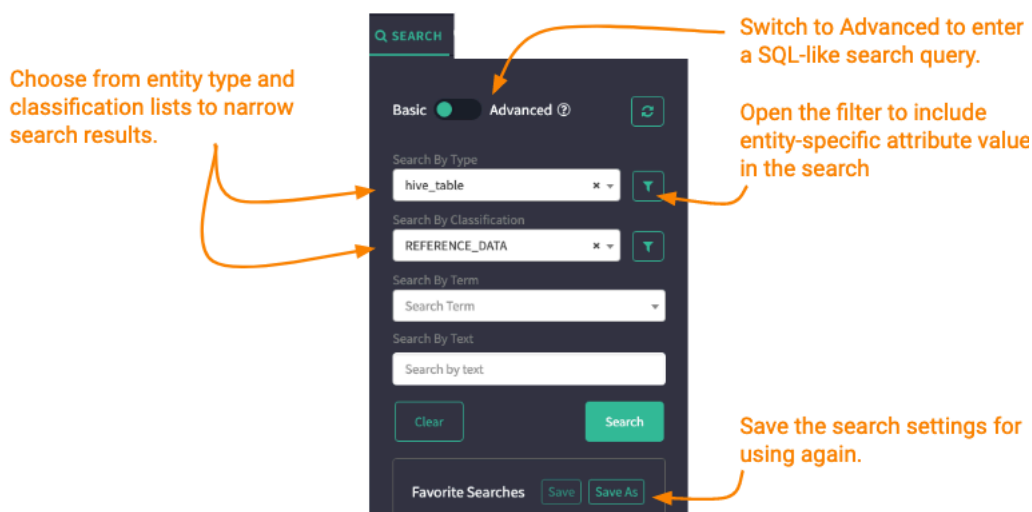 SEARCH
Switch to Advanced to enter
a SQL-like search query.
Choose from entity type and
classification lists to narrow
search results.
Basic Advanced ?
Open the filter to include
entity-specific attribute value
in the search
Search By Type
hive_table × 
Search By Classification
REFERENCE_DATA ×
Search By Term
Search Term
Search By Text
Search by text
Clear Search
Save the search settings for
using again.
Favorite Searches Save Save As